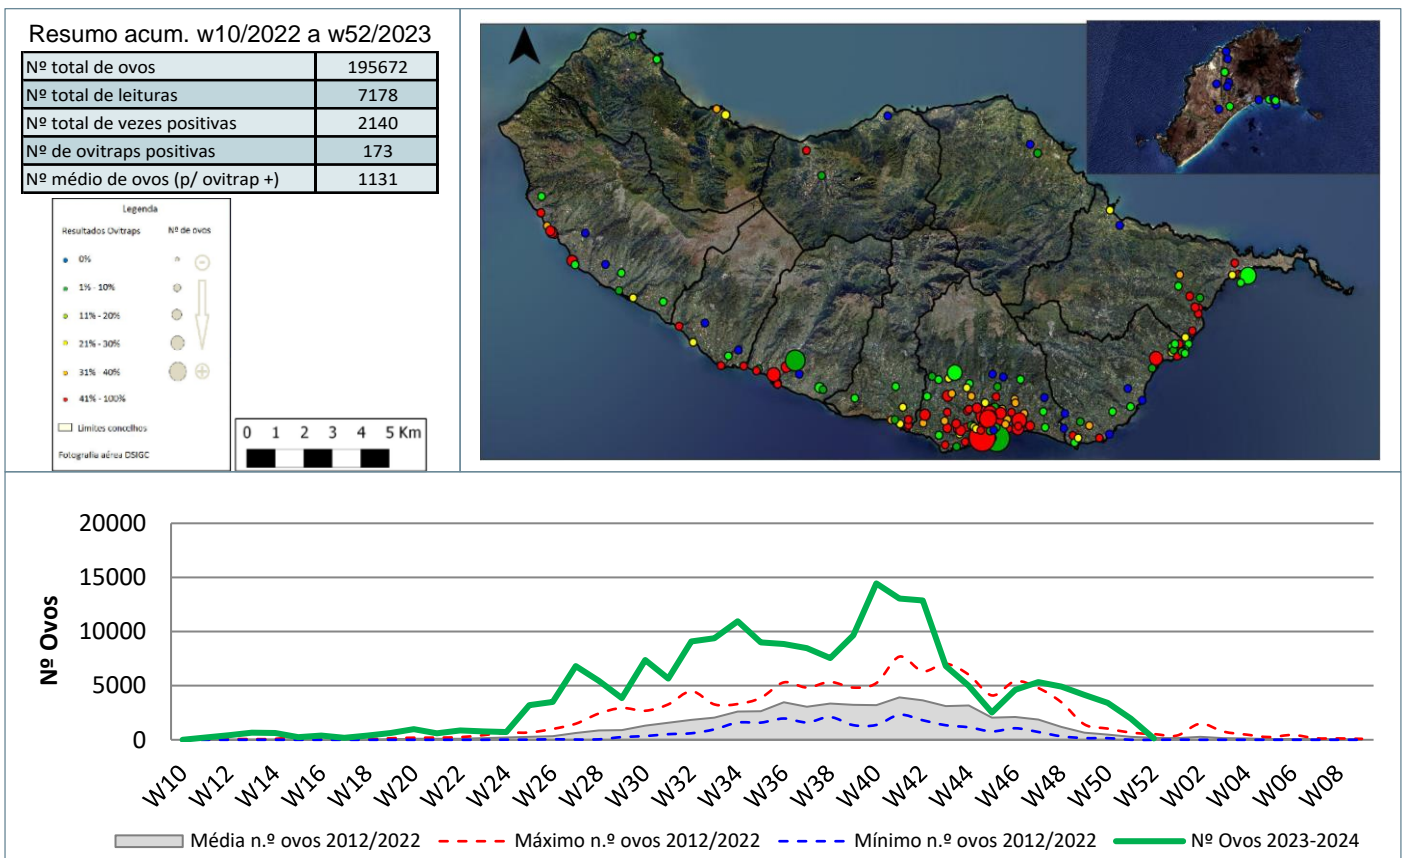 Resumo acum. w10/2022 a w52/2023
Nº total de ovos 195672
Nº total de leituras 7178
Nº total de vezes positivas 2140
Nº de ovitraps positivas 173
Nº médio de ovos (p/ ovitrap +) 1131
Legenda
Resultados Ovitraps Nº de ovos
0%
1% - 10%
11% - 20%
21% - 30%
31% - 40%
41% - 100%
Limites concelhos
Fotografia aérea DSIGC
0 1 2 3 4 5 Km
Nº Ovos
20000
15000
10000
5000
0
W10 W12 W14 W16 W18 W20 W22 W24 W26 W28 W30 W32 W34 W36 W38 W40 W42 W44 W46 W48 W50 W52 W02 W04 W06 W08
Média n.º ovos 2012/2022 Máximo n.º ovos 2012/2022 Mínimo n.º ovos 2012/2022 Nº Ovos 2023-2024